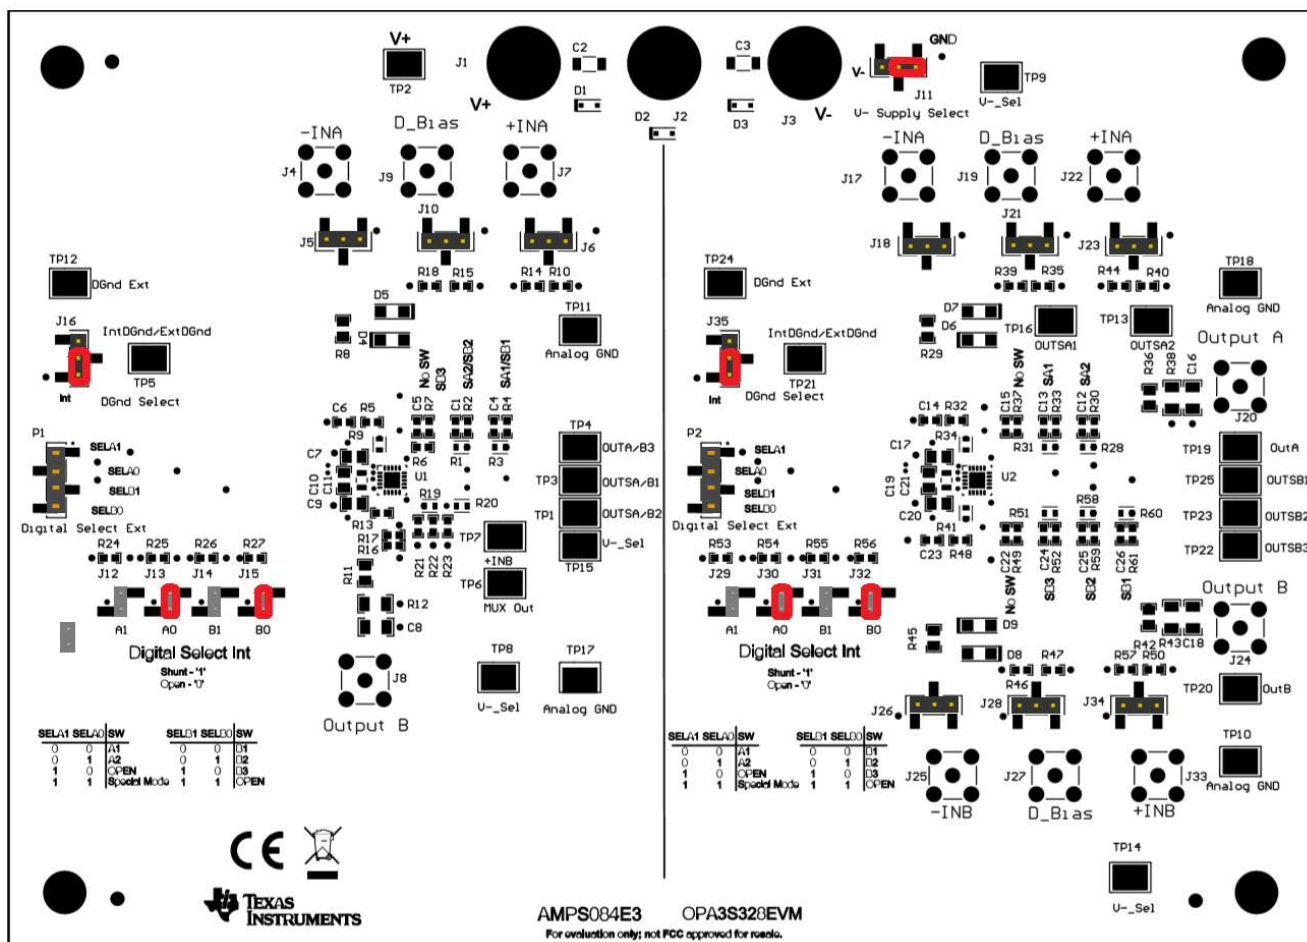 V+
TP2
J1
V+
C2
D1
D2
J2
C3
D3
J3
V-
GND
V-
J11
V- Supply Select
TP9
V-_Sel
-INA
D_Bias
+INA
J4
J9
J7
J5
J10
J6
R18
R15
R14
R10
TP12
DGnd Ext
J16
IntDGnd/ExtDGnd
TP5
DGnd Select
Int
D5
D4
R8
TP11
Analog GND
No SW
SD3
SA2/SB2
SA1/SB1
C6
R5
C5
R7
C1
R2
C4
R4
R9
R6
R1
R3
C7
C10
C11
C9
U1
R19
R20
R13
R17
R16
R21
R22
R23
R11
R12
C8
TP4
OUTA/B3
TP3
OUTSA/B1
TP1
OUTSA/B2
V-_Sel
TP15
TP7
+INB
TP6
MUX Out
P1
SELA1
SELA0
SELB1
SELB0
Digital Select Ext
R24
R25
R26
R27
J12
J13
J14
J15
A1
A0
B1
B0
Digital Select Int
Shunt - '1'
Open - '0'
J8
Output B
TP8
V-_Sel
TP17
Analog GND
SELA1 SELA0 SW
0 0 A1
0 1 A2
1 0 OPEN
1 1 Special Mode
SELB1 SELB0 SW
0 0 B1
0 1 B2
1 0 B3
1 1 OPEN
-INA
D_Bias
+INA
J17
J19
J22
J18
J21
J23
R39
R35
R44
R40
TP24
DGnd Ext
TP18
Analog GND
J35
IntDGnd/ExtDGnd
TP21
DGnd Select
Int
D7
D6
R29
TP16
OUTSA1
TP13
OUTSA2
Output A
R36
R38
C16
J20
No SW
SA1
SA2
C14
R32
C15
R37
C13
R33
C12
R30
R34
R31
R28
C17
C19
C21
C20
U2
R41
C23
R48
R51
R58
R60
C22
R49
C24
R52
C25
R59
C26
R61
No SW
SB3
SB2
SB1
TP19
OutA
TP25
OUTSB1
TP23
OUTSB2
TP22
OUTSB3
P2
SELA1
SELA0
SELB1
SELB0
Digital Select Ext
R53
R54
R55
R56
J29
J30
J31
J32
A1
A0
B1
B0
Digital Select Int
Shunt - '1'
Open - '0'
Output B
R42
R43
C18
J24
R45
D9
D8
R47
R46
R57
R50
TP20
OutB
J26
J28
J34
J25
J27
J33
-INB
D_Bias
+INB
TP10
Analog GND
TP14
V-_Sel
SELA1 SELA0 SW
0 0 A1
0 1 A2
1 0 OPEN
1 1 Special Mode
SELB1 SELB0 SW
0 0 B1
0 1 B2
1 0 B3
1 1 OPEN
CE
TEXAS
INSTRUMENTS
AMPS084E3 OPA3S328EVM
For evaluation only; not FCC approved for resale.